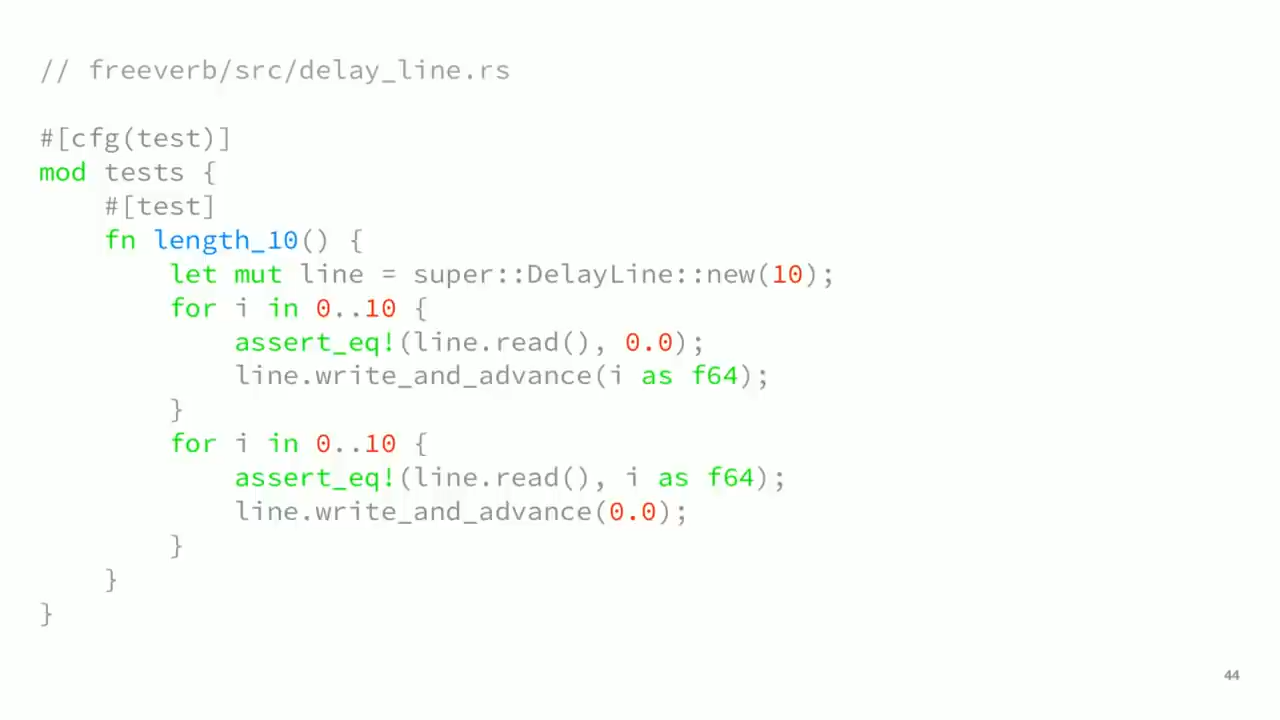 // freeverb/src/delay_line.rs
#[cfg(test)]
mod tests {
    #[test]
    fn length_10() {
        let mut line = super::DelayLine::new(10);
        for i in 0..10 {
            assert_eq!(line.read(), 0.0);
            line.write_and_advance(i as f64);
        }
        for i in 0..10 {
            assert_eq!(line.read(), i as f64);
            line.write_and_advance(0.0);
        }
    }
}
44